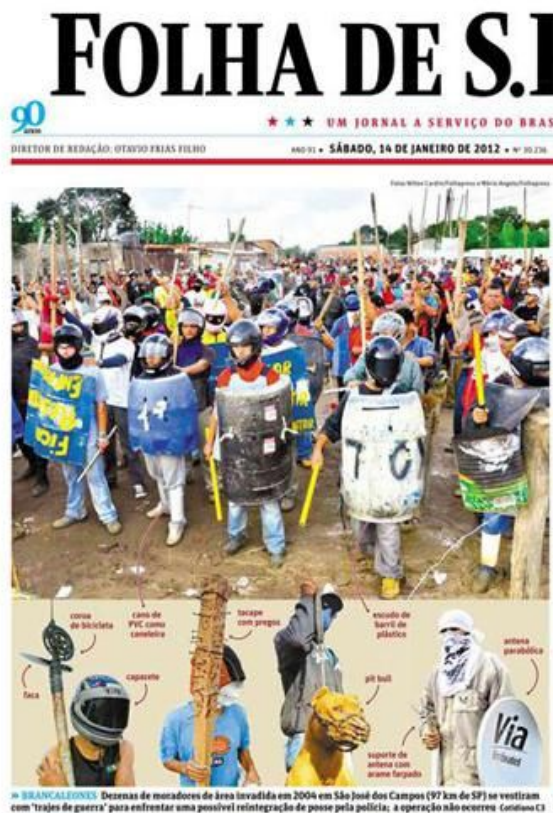 FOLHA DE S.P
90
anos
★ ★ ★ UM JORNAL A SERVIÇO DO BRAS
DIRETOR DE REDAÇÃO: OTAVIO FRIAS FILHO
ANO 91 • SÁBADO, 14 DE JANEIRO DE 2012 • Nº 30.236
coroa
de bicicleta
cano de
PVC como
caneleira
tacape
com pregos
escudo de
barril de
plástico
antena
parabólica
faca
capacete
pit bull
suporte de
antena com
arame farpado
Via
» BRANCALEONES Dezenas de moradores de área invadida em 2004 em São José dos Campos (97 km de SP) se vestiram
com 'trajes de guerra' para enfrentar uma possível reintegração de posse pela polícia; a operação não ocorreu Cotidiano C3